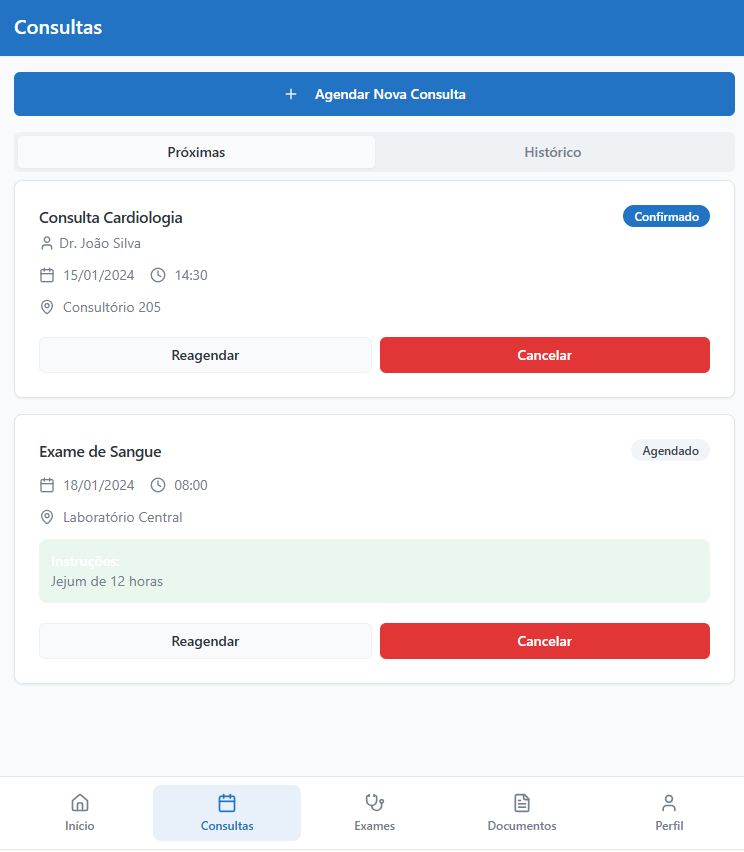 Consultas
Agendar Nova Consulta
Próximas
Histórico
Consulta Cardiologia
Confirmado
Dr. João Silva
15/01/2024 14:30
Consultório 205
Reagendar
Cancelar
Exame de Sangue
Agendado
18/01/2024 08:00
Laboratório Central
Instruções:
Jejum de 12 horas
Reagendar
Cancelar
Início
Consultas
Exames
Documentos
Perfil